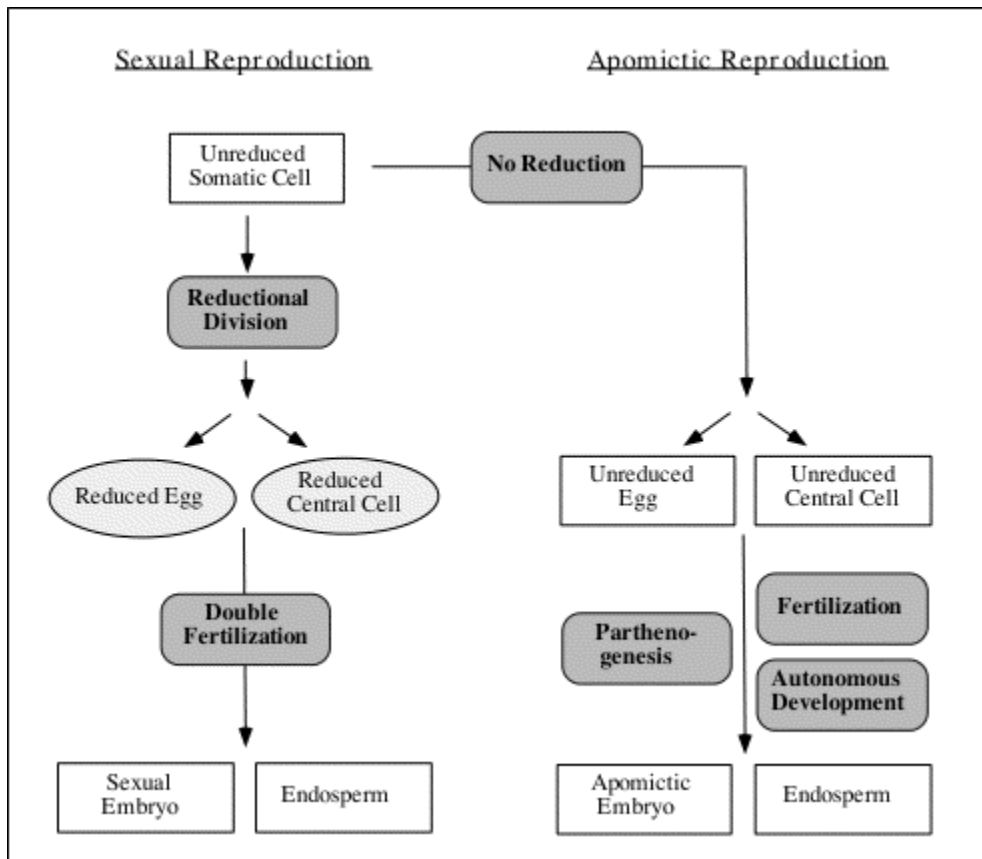 Sexual Reproduction
Apomictic Reproduction
Unreduced
Somatic Cell
No Reduction
Reductional
Division
Reduced Egg
Reduced
Central Cell
Unreduced
Egg
Unreduced
Central Cell
Double
Fertilization
Partheno-
genesis
Fertilization
Autonomous
Development
Sexual
Embryo
Endosperm
Apomictic
Embryo
Endosperm